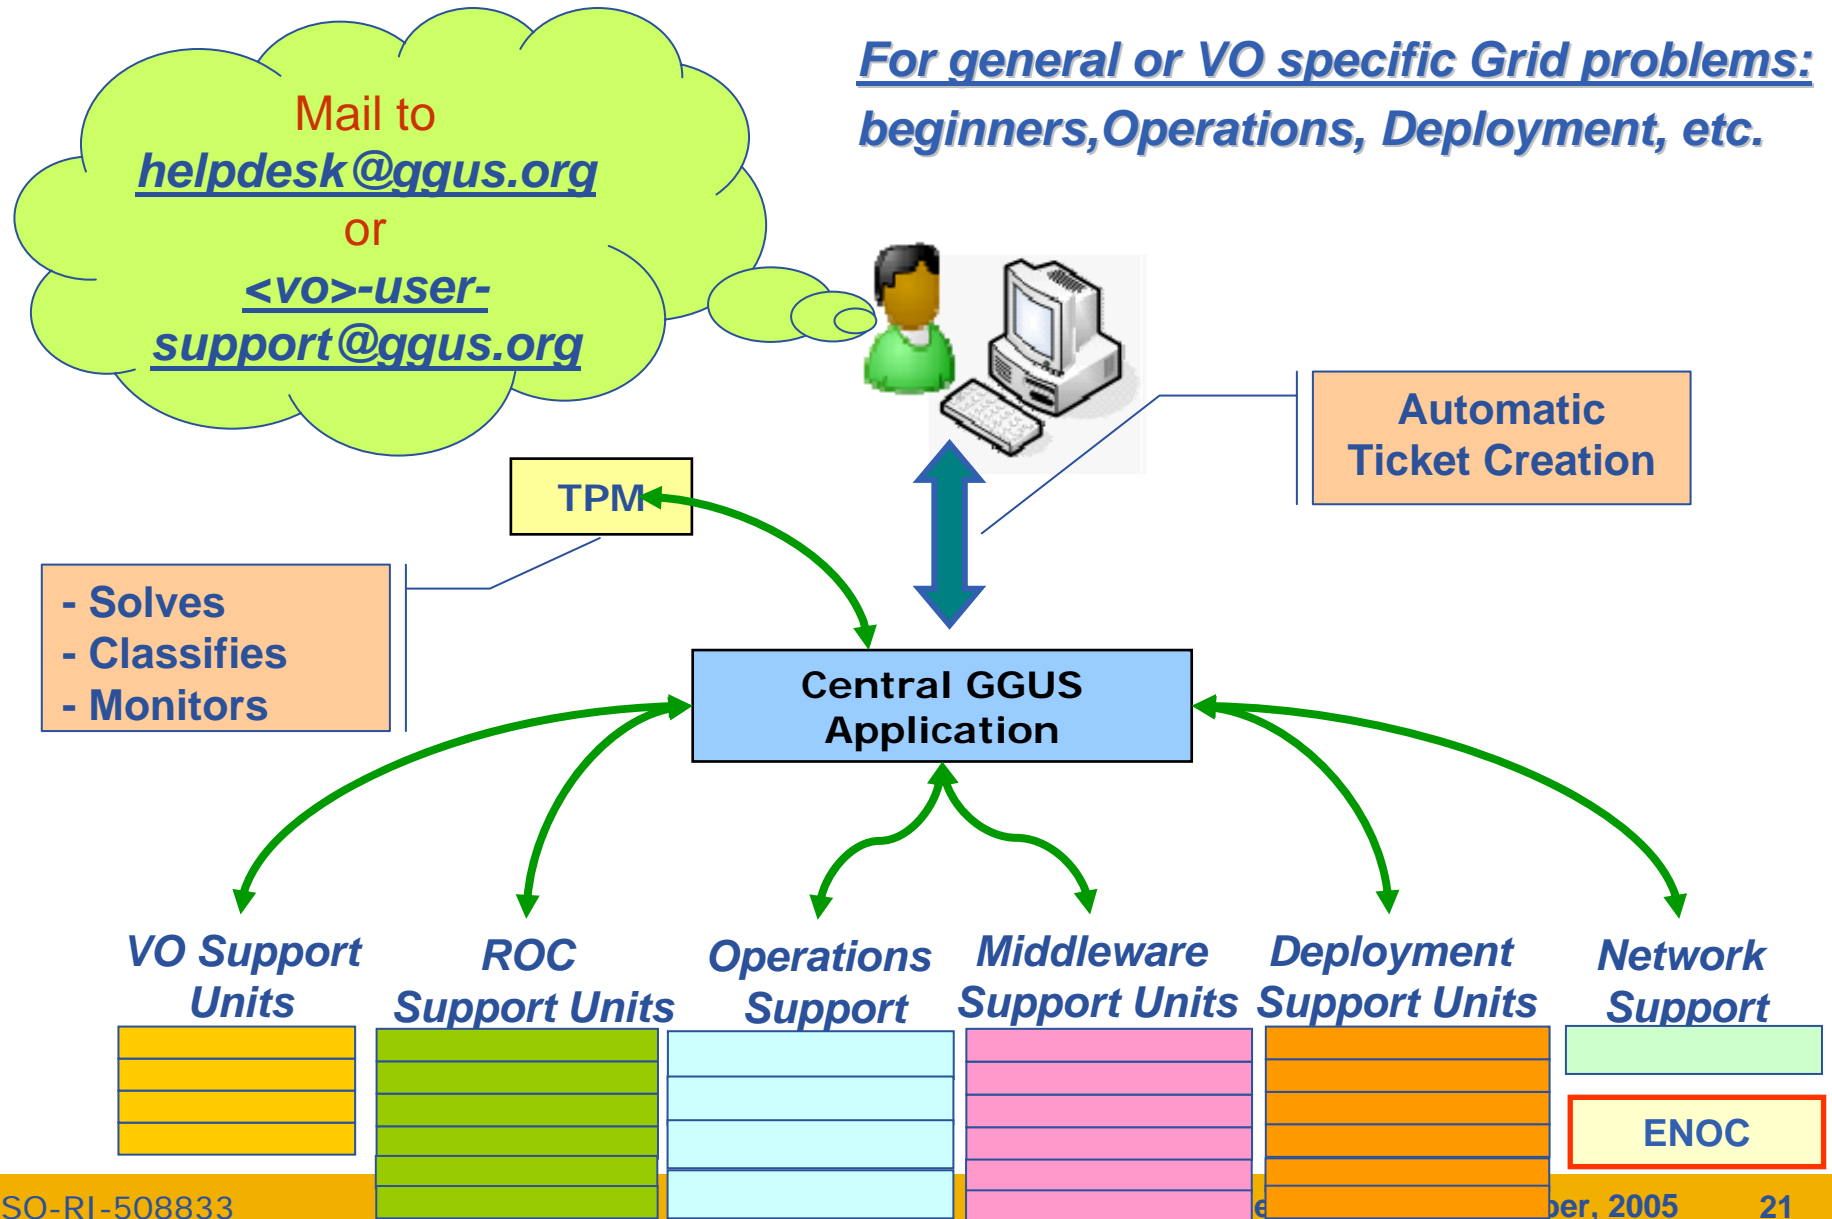 For general or VO specific Grid problems:
beginners,Operations, Deployment, etc.
Mail to
helpdesk@ggus.org
or
<vo>-user-
support@ggus.org
Automatic
Ticket Creation
TPM
- Solves
- Classifies
- Monitors
Central GGUS
Application
VO Support
Units
ROC
Support Units
Operations
Support
Middleware
Support Units
Deployment
Support Units
Network
Support
ENOC
SO-RI-508833
2005 21